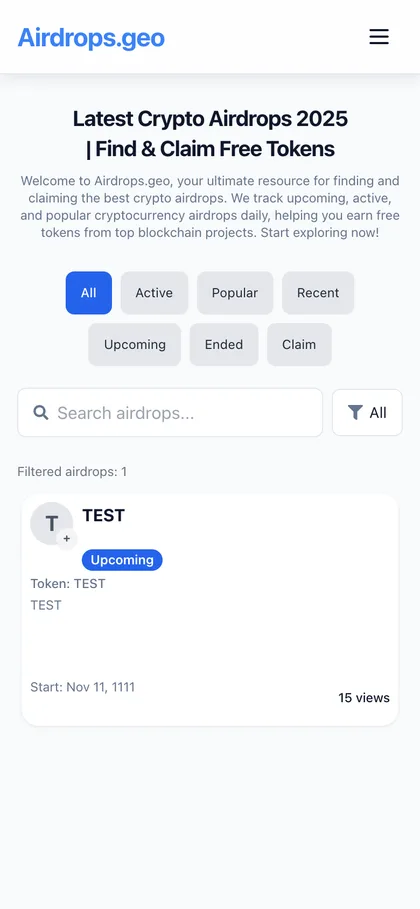 Airdrops.geo
Latest Crypto Airdrops 2025
| Find & Claim Free Tokens
Welcome to Airdrops.geo, your ultimate resource for finding and
claiming the best crypto airdrops. We track upcoming, active,
and popular cryptocurrency airdrops daily, helping you earn free
tokens from top blockchain projects. Start exploring now!
All
Active
Popular
Recent
Upcoming
Ended
Claim
Search airdrops...
All
Filtered airdrops: 1
T
+
TEST
Upcoming
Token: TEST
TEST
Start: Nov 11, 1111
15 views